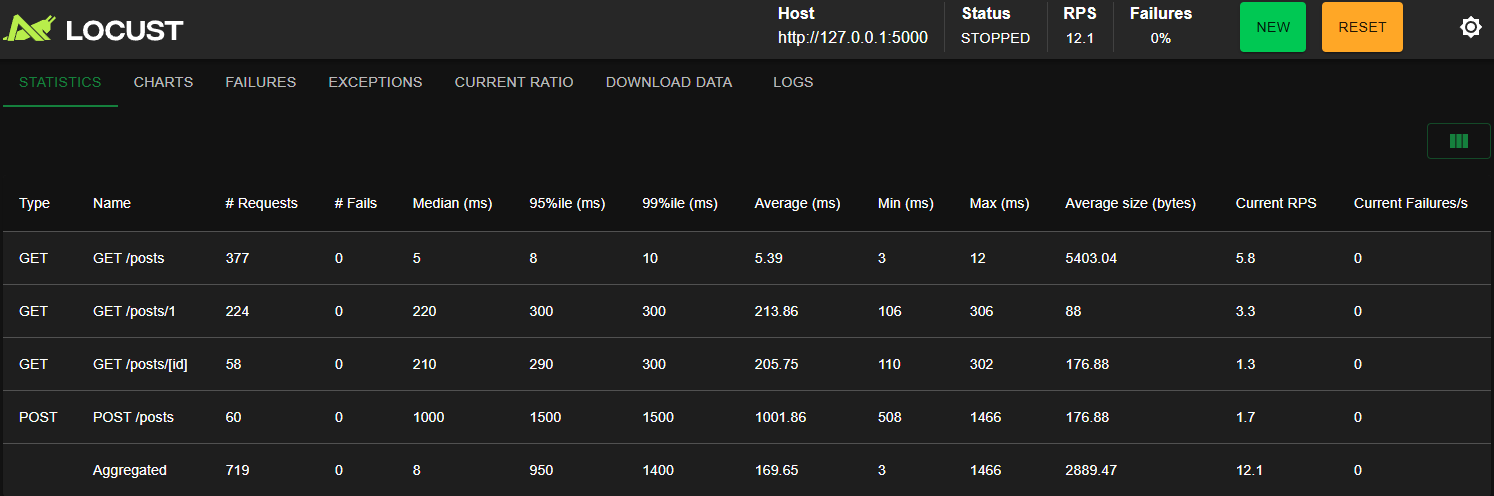 LOCUST
Host Status RPS Failures
http://127.0.0.1:5000 STOPPED 12.1 0% NEW RESET
STATISTICS CHARTS FAILURES EXCEPTIONS CURRENT RATIO DOWNLOAD DATA LOGS
Type Name # Requests # Fails Median (ms) 95%ile (ms) 99%ile (ms) Average (ms) Min (ms) Max (ms) Average size (bytes) Current RPS Current Failures/s
GET GET /posts 377 0 5 8 10 5.39 3 12 5403.04 5.8 0
GET GET /posts/1 224 0 220 300 300 213.86 106 306 88 3.3 0
GET GET /posts/[id] 58 0 210 290 300 205.75 110 302 176.88 1.3 0
POST POST /posts 60 0 1000 1500 1500 1001.86 508 1466 176.88 1.7 0
Aggregated 719 0 8 950 1400 169.65 3 1466 2889.47 12.1 0